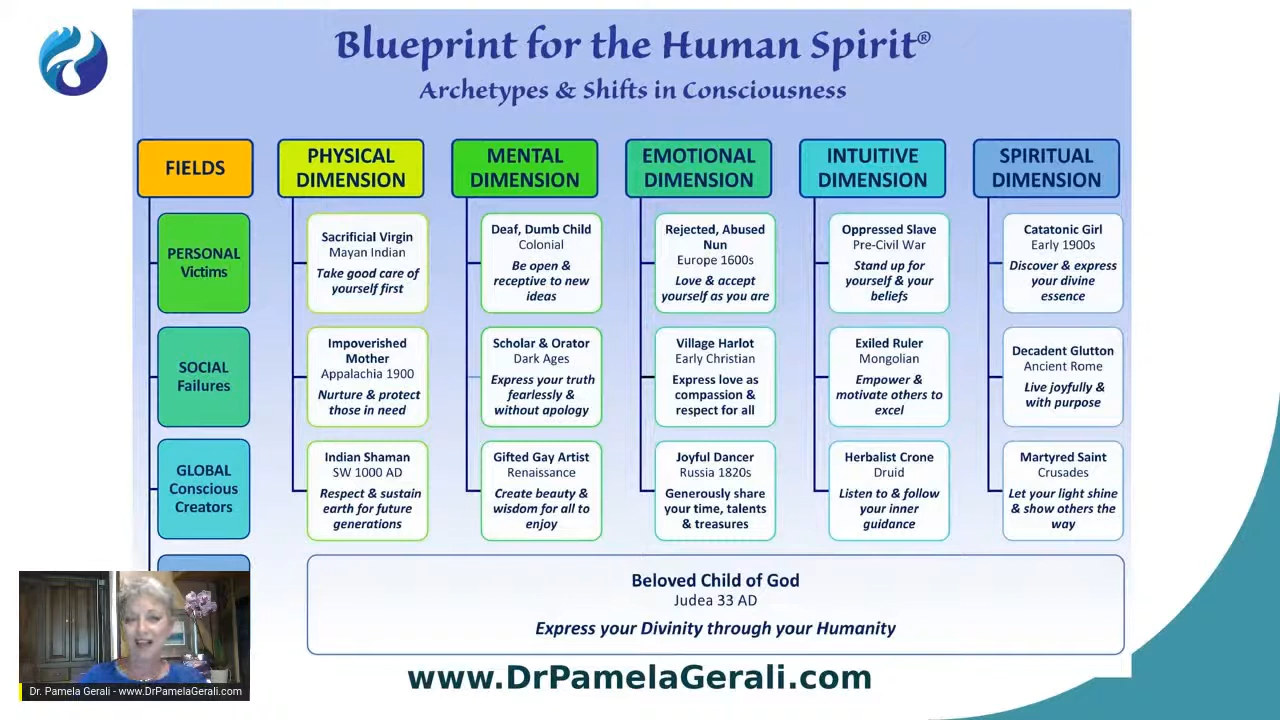 Blueprint for the Human Spirit®
Archetypes & Shifts in Consciousness
FIELDS
PHYSICAL
DIMENSION
MENTAL
DIMENSION
EMOTIONAL
DIMENSION
INTUITIVE
DIMENSION
SPIRITUAL
DIMENSION
PERSONAL
Victims
Sacrificial Virgin
Mayan Indian
Take good care of
yourself first
Deaf, Dumb Child
Colonial
Be open &
receptive to new
ideas
Rejected, Abused
Nun
Europe 1600s
Love & accept
yourself as you are
Oppressed Slave
Pre-Civil War
Stand up for
yourself & your
beliefs
Catatonic Girl
Early 1900s
Discover & express
your divine
essence
SOCIAL
Failures
Impoverished
Mother
Appalachia 1900
Nurture & protect
those in need
Scholar & Orator
Dark Ages
Express your truth
fearlessly &
without apology
Village Harlot
Early Christian
Express love as
compassion &
respect for all
Exiled Ruler
Mongolian
Empower &
motivate others to
excel
Decadent Glutton
Ancient Rome
Live joyfully &
with purpose
GLOBAL
Conscious
Creators
Indian Shaman
SW 1000 AD
Respect & sustain
earth for future
generations
Gifted Gay Artist
Renaissance
Create beauty &
wisdom for all to
enjoy
Joyful Dancer
Russia 1820s
Generously share
your time, talents
& treasures
Herbalist Crone
Druid
Listen to & follow
your inner
guidance
Martyred Saint
Crusades
Let your light shine
& show others the
way
Beloved Child of God
Judea 33 AD
Express your Divinity through your Humanity
Dr. Pamela Gerali - www.DrPamelaGerali.com
www.DrPamelaGerali.com